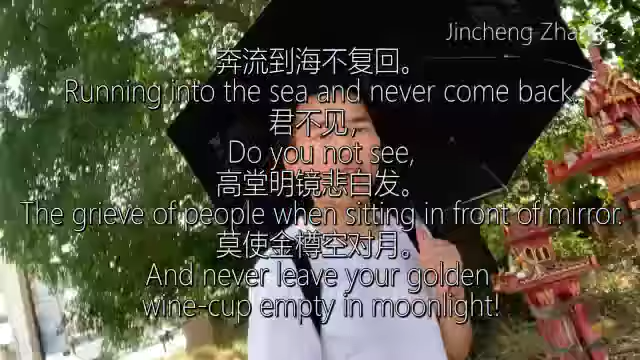 Jincheng Zhang
奔流到海不复回。
Running into the sea and never come back.
君不见，
Do you not see,
高堂明镜悲白发。
The grieve of people when sitting in front of mirror.
莫使金樽空对月。
And never leave your golden
wine-cup empty in moonlight!